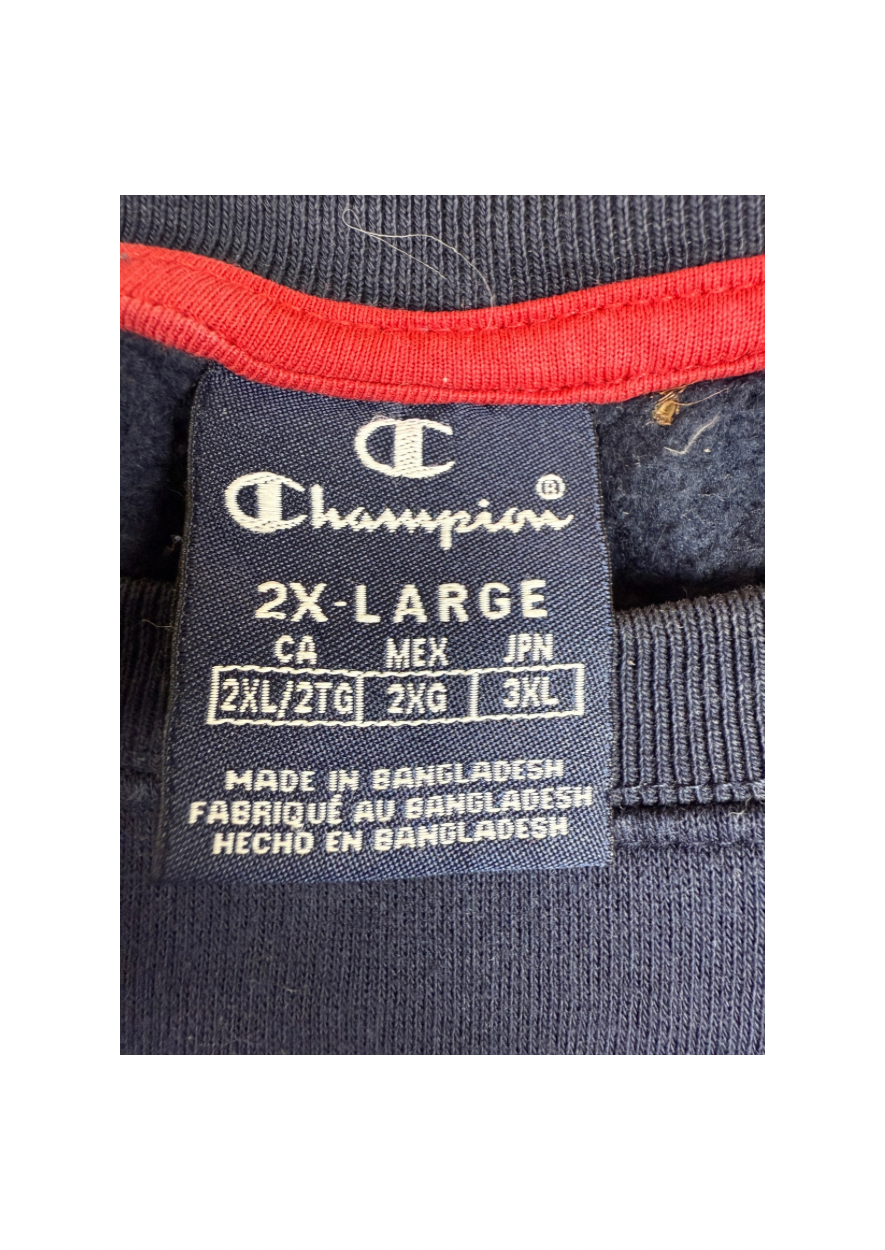 C
Champion®
2X-LARGE
CA MEX JPN
2XL/2TG 2XG 3XL
MADE IN BANGLADESH
FABRIQUÉ AU BANGLADESH
HECHO EN BANGLADESH